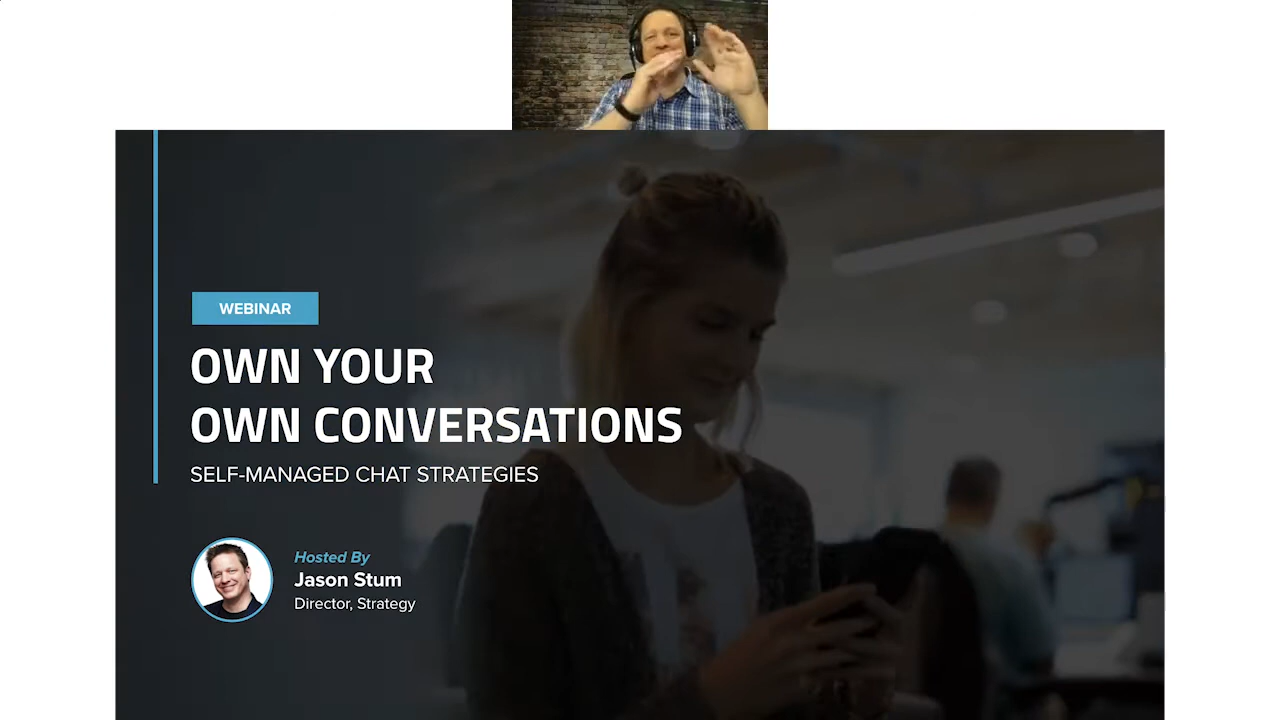 WEBINAR
OWN YOUR
OWN CONVERSATIONS
SELF-MANAGED CHAT STRATEGIES
Hosted By
Jason Stum
Director, Strategy